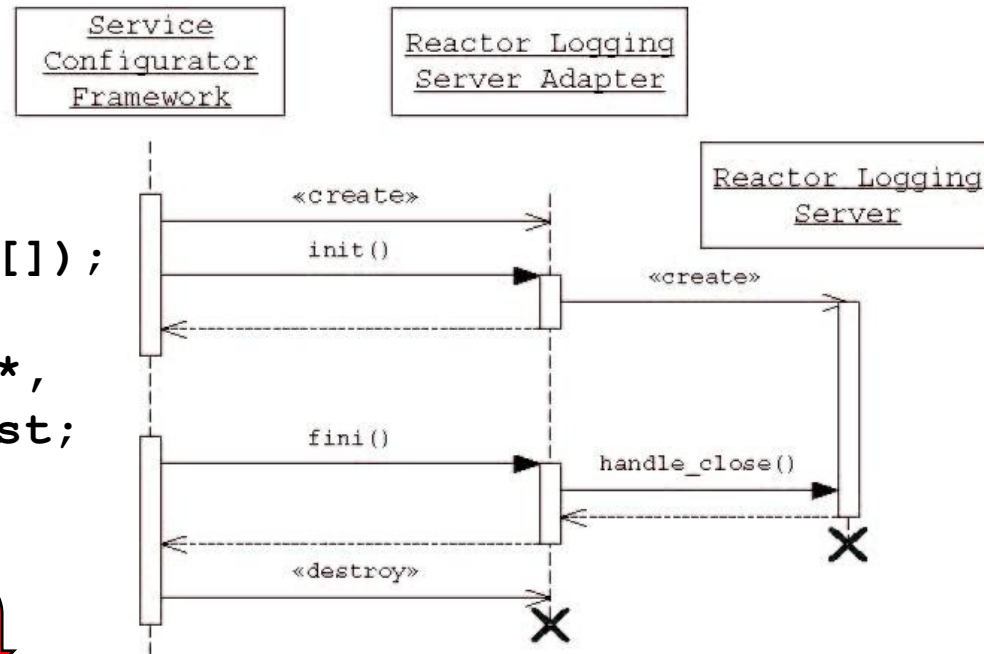 Service
Configurator
Framework
Reactor Logging
Server Adapter
Reactor Logging
Server
«create»
[]);
init()
«create»
*,
st;
fini()
handle_close()
«destroy»